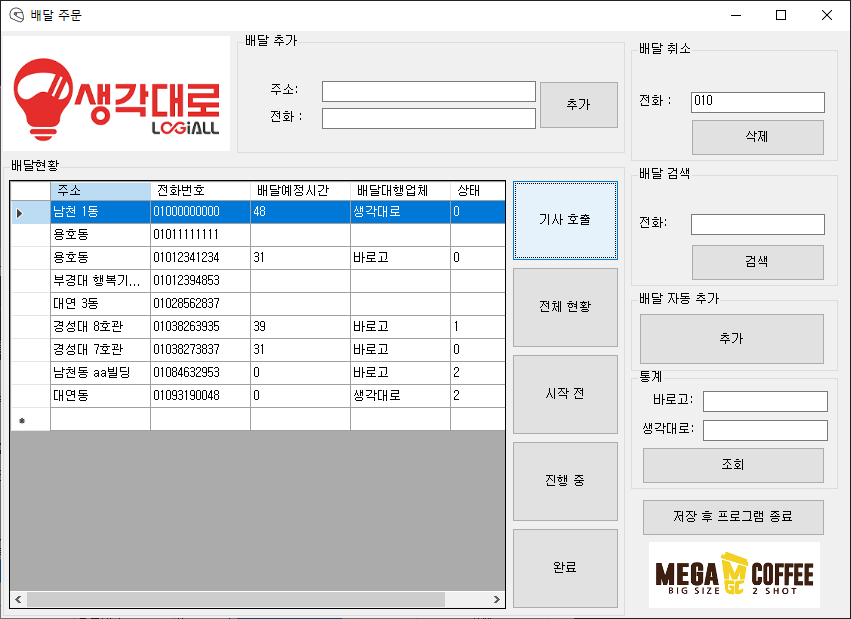 배달 주문
생각대로
LOGiALL
배달 추가
주소:
전화 :
추가
배달 취소
전화 : 010
삭제
배달현황
주소 전화번호 배달예정시간 배달대행업체 상태
남천 1동 01000000000 48 생각대로 0
용호동 01011111111
용호동 01012341234 31 바로고 0
부경대 행복기... 01012394853
대연 3동 01028562837
경성대 8호관 01038263935 39 바로고 1
경성대 7호관 01038273837 31 바로고 0
남천동 aa빌딩 01084632953 0 바로고 2
대연동 01093190048 0 생각대로 2
기사 호출
전체 현황
시작 전
진행 중
완료
배달 검색
전화:
검색
배달 자동 추가
추가
통계
바로고:
생각대로:
조회
저장 후 프로그램 종료
MEGA MGC COFFEE
BIG SIZE 2 SHOT